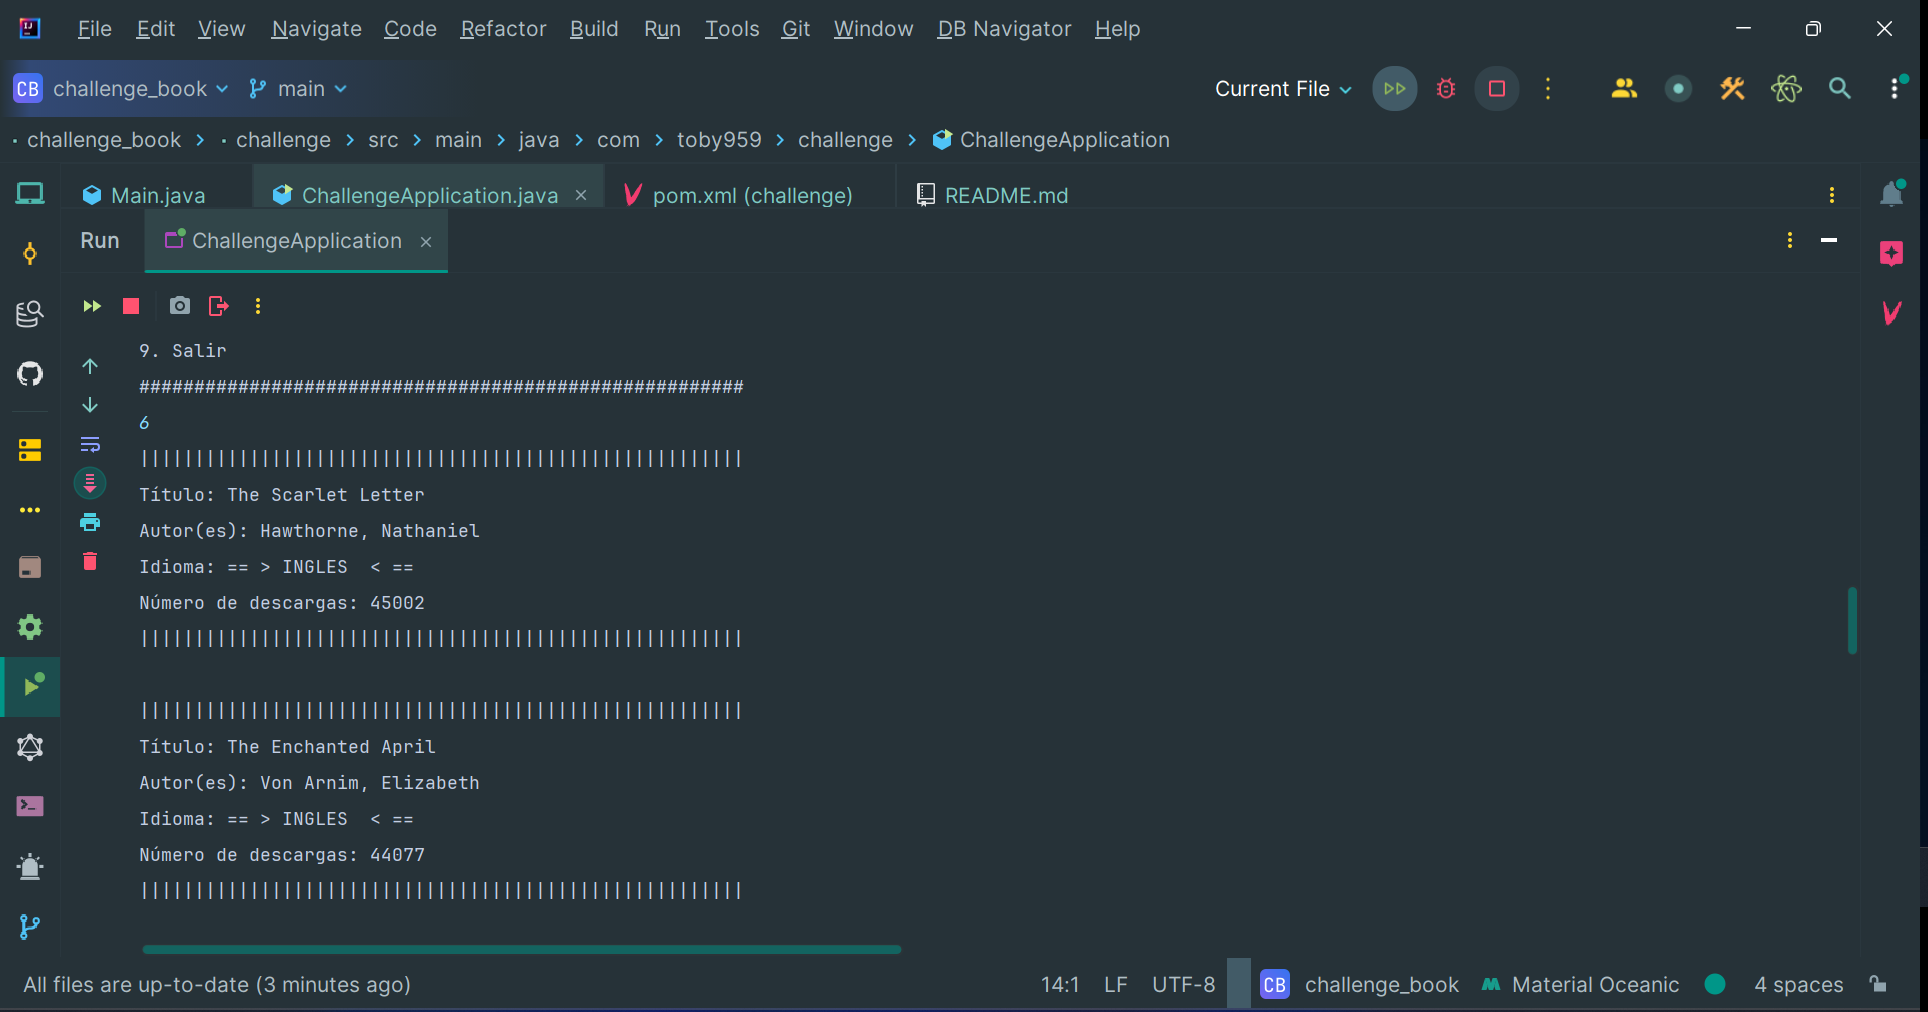 File Edit View Navigate Code Refactor Build Run Tools Git Window DB Navigator Help
CB challenge_book main Current File
challenge_book > challenge > src > main > java > com > toby959 > challenge > ChallengeApplication
Main.java ChallengeApplication.java × pom.xml (challenge) README.md
Run ChallengeApplication ×
9. Salir
#######################################################
6
|||||||||||||||||||||||||||||||||||||||||||||||||||||||
Título: The Scarlet Letter
Autor(es): Hawthorne, Nathaniel
Idioma: == > INGLES  < ==
Número de descargas: 45002
|||||||||||||||||||||||||||||||||||||||||||||||||||||||
|||||||||||||||||||||||||||||||||||||||||||||||||||||||
Título: The Enchanted April
Autor(es): Von Arnim, Elizabeth
Idioma: == > INGLES  < ==
Número de descargas: 44077
|||||||||||||||||||||||||||||||||||||||||||||||||||||||
All files are up-to-date (3 minutes ago) 14:1 LF UTF-8 CB challenge_book Material Oceanic 4 spaces